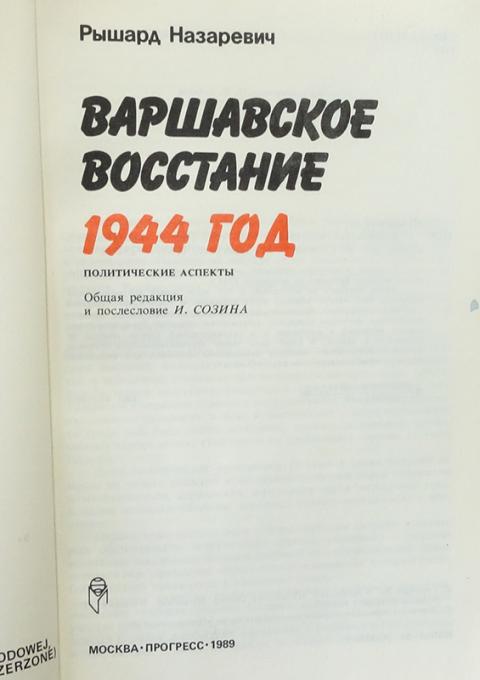 Рышард Назаревич
ВАРШАВСКОЕ
ВОССТАНИЕ
1944 ГОД
ПОЛИТИЧЕСКИЕ АСПЕКТЫ
Общая редакция
и послесловие И. СОЗИНА
МОСКВА·ПРОГРЕСС·1989